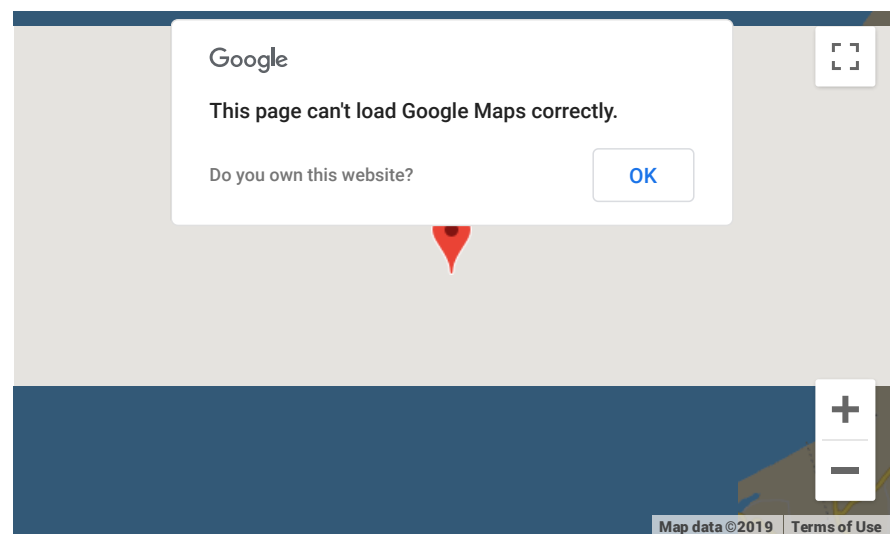 Google
This page can't load Google Maps correctly.
Do you own this website?
OK
Map data ©2019
Terms of Use